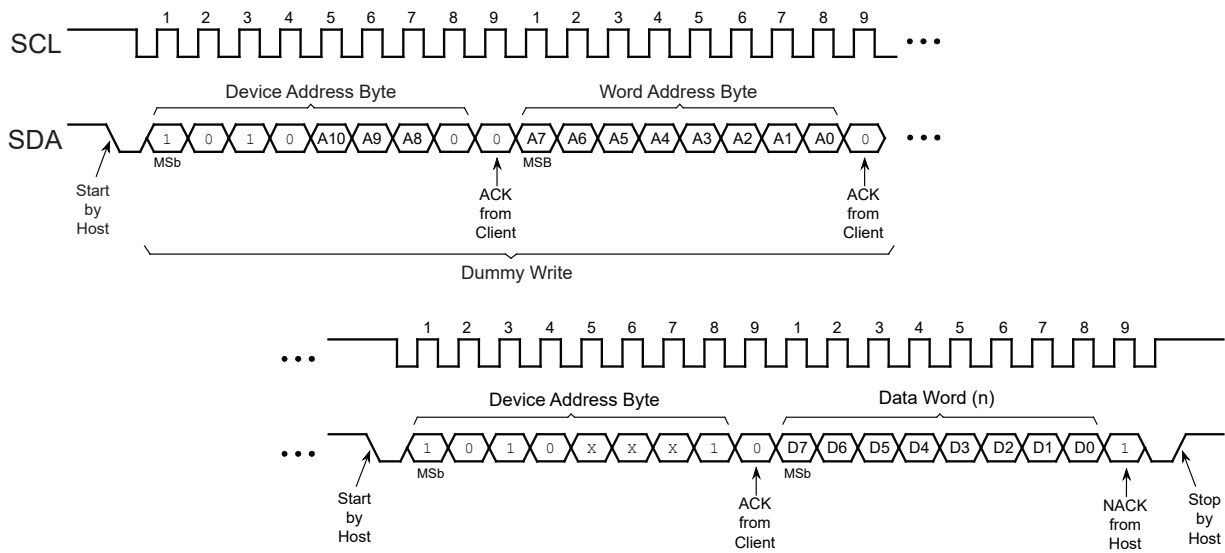 1 2 3 4 5 6 7 8 9 1 2 3 4 5 6 7 8 9
SCL
Device Address Byte Word Address Byte
SDA 1 0 1 0 A10 A9 A8 0 0 A7 A6 A5 A4 A3 A2 A1 A0 0
MSb MSB
Start by Host
ACK from Client
ACK from Client
Dummy Write
1 2 3 4 5 6 7 8 9 1 2 3 4 5 6 7 8 9
Device Address Byte Data Word (n)
1 0 1 0 X X X 1 0 D7 D6 D5 D4 D3 D2 D1 D0 1
MSb MSb
Start by Host
ACK from Client
NACK from Host
Stop by Host